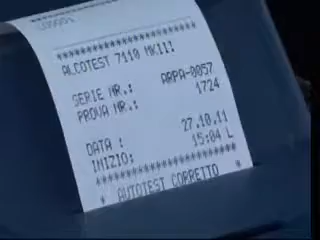 ********************
ALCOTEST 7110 MKIII
********************
SERIE NR.: ARPA-0057
PROVA NR.: 1724
DATA : 27.10.11
INIZIO: 15:04 L
********************
* AUTOTEST CORRETTO *